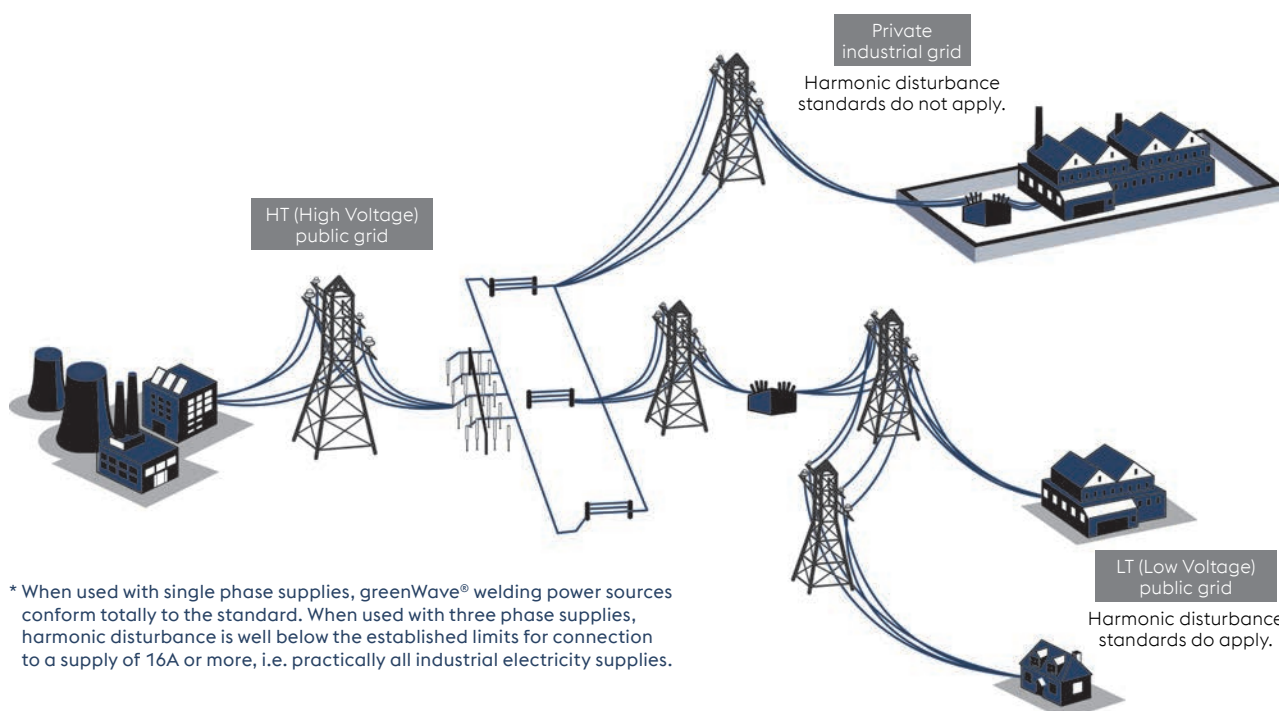 Private
industrial grid
Harmonic disturbance
standards do not apply.
HT (High Voltage)
public grid
LT (Low Voltage)
public grid
Harmonic disturbance
standards do apply.
* When used with single phase supplies, greenWave® welding power sources
conform totally to the standard. When used with three phase supplies,
harmonic disturbance is well below the established limits for connection
to a supply of 16A or more, i.e. practically all industrial electricity supplies.